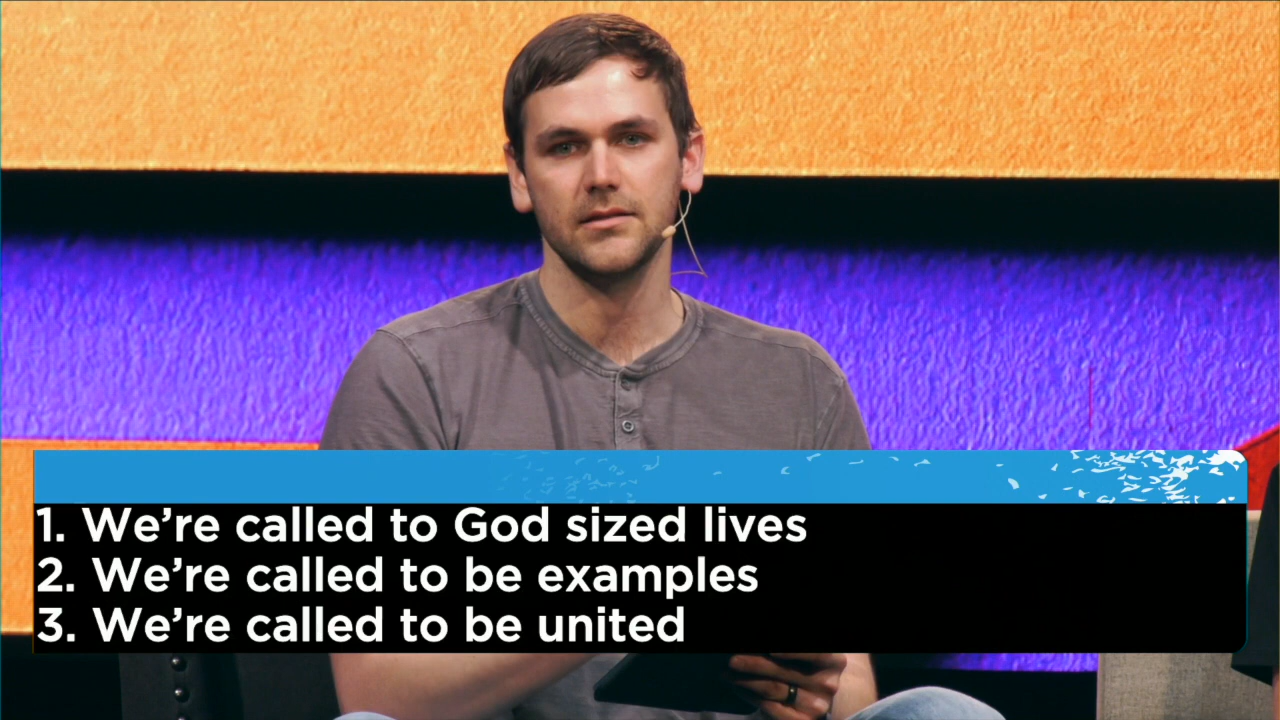 1. We're called to God sized lives
2. We’re called to be examples
3. We’re called to be united